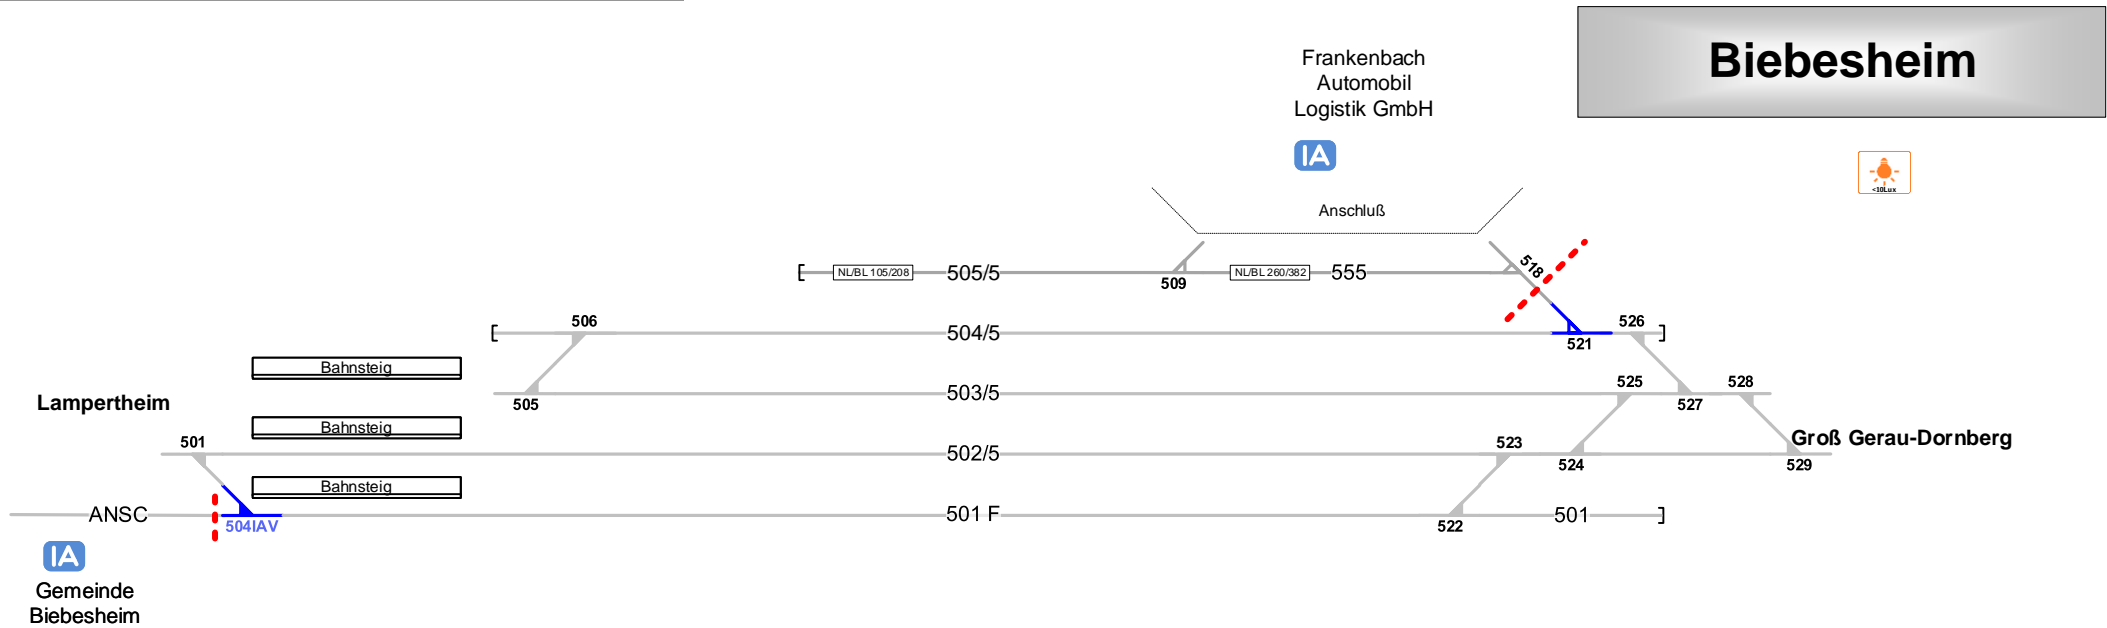 Biebesheim
Frankenbach
Automobil
Logistik GmbH
IA
<10Lux
Anschluß
NL/BL 105/208
505/5
509
NL/BL 260/382
555
518
506
504/5
521
526
Bahnsteig
Lampertheim
505
503/5
525
527
528
Bahnsteig
501
502/5
523
524
Groß Gerau-Dornberg
529
Bahnsteig
ANSC
504IAV
501 F
522
501
IA
Gemeinde
Biebesheim